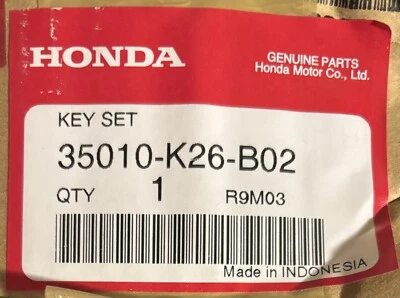 HONDA
GENUINE PARTS
Honda Motor Co., Ltd.
KEY SET
35010-K26-B02
QTY 1 R9M03
Made in INDONESIA